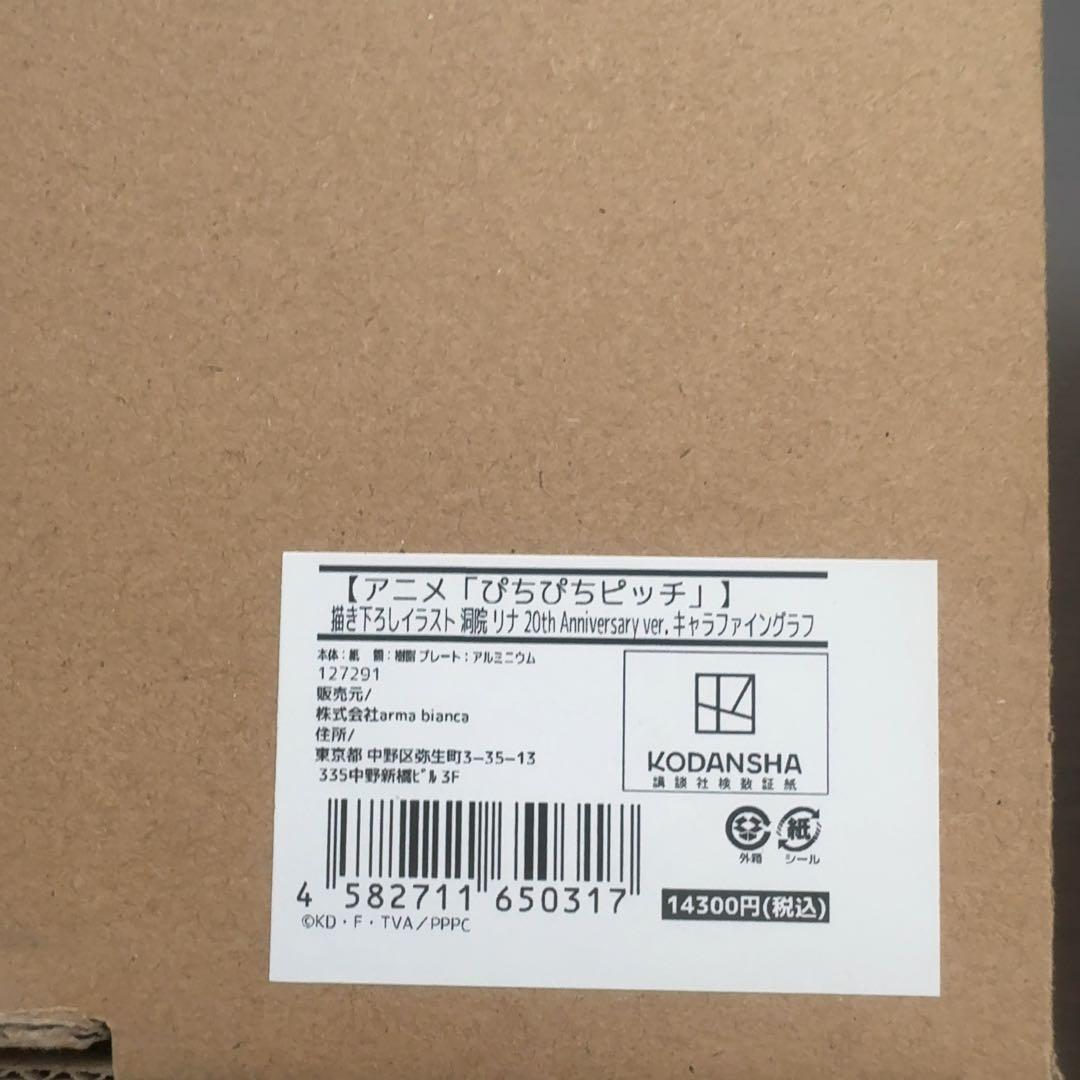 【アニメ「ぴちぴちピッチ」】
描き下ろしイラスト 洞院 リナ 20th Anniversary ver. キャラファイングラフ
本体：紙 額：樹脂 プレート：アルミニウム
127291
販売元/
株式会社arma bianca
住所/
東京都 中野区弥生町3-35-13
335中野新橋ﾋﾞﾙ 3F
KODANSHA
講談社検数証紙
紙
外箱 シール
4 582711 650317
14300円(税込)
©KD・F・TVA／PPPC